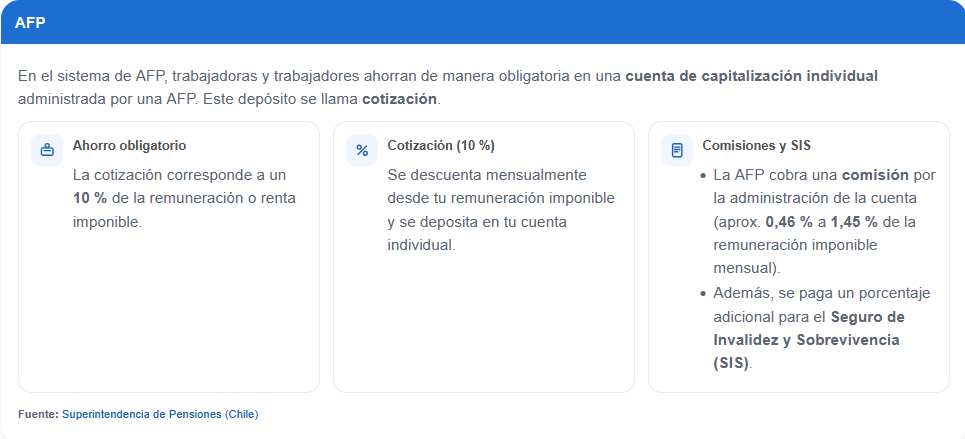 AFP
En el sistema de AFP, trabajadoras y trabajadores ahorran de manera obligatoria en una cuenta de capitalización individual
administrada por una AFP. Este depósito se llama cotización.
Ahorro obligatorio
La cotización corresponde a un
10 % de la remuneración o renta
imponible.
Cotización (10 %)
Se descuenta mensualmente
desde tu remuneración imponible
y se deposita en tu cuenta
individual.
Comisiones y SIS
• La AFP cobra una comisión por
la administración de la cuenta
(aprox. 0,46 % a 1,45 % de la
remuneración imponible
mensual).
• Además, se paga un porcentaje
adicional para el Seguro de
Invalidez y Sobrevivencia
(SIS).
Fuente: Superintendencia de Pensiones (Chile)